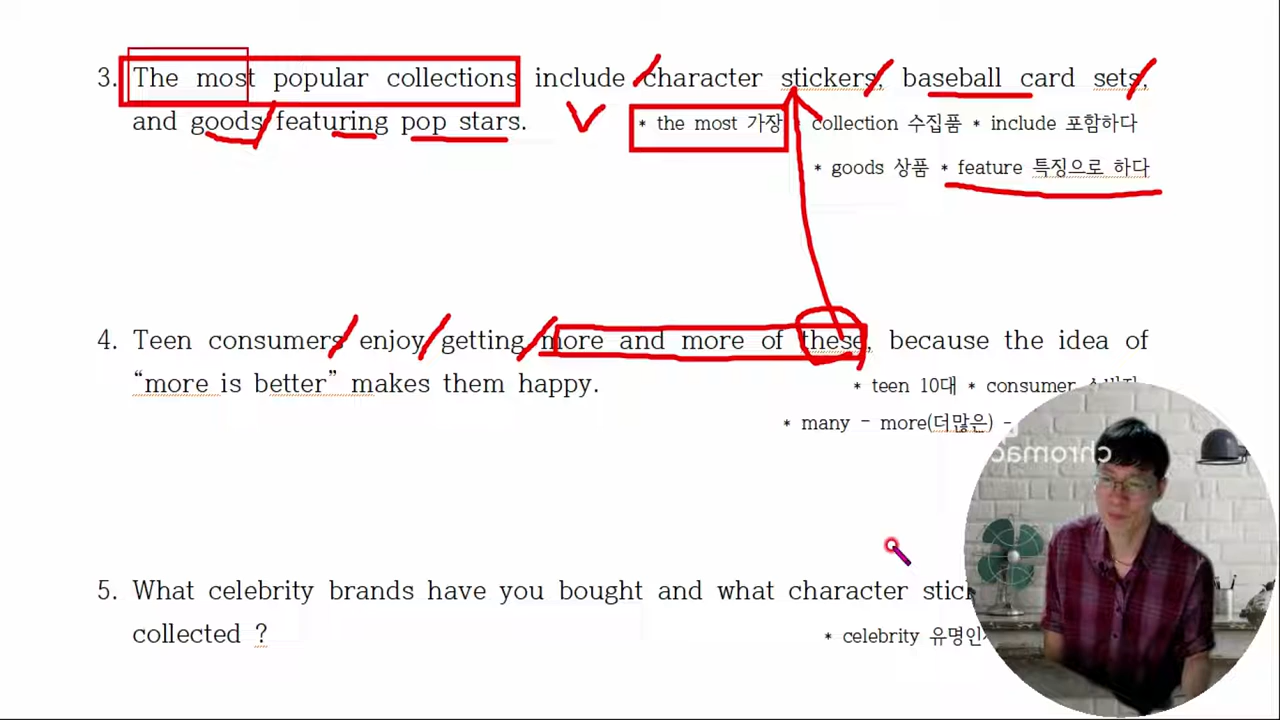 3. The most popular collections include character stickers, baseball card sets,
and goods featuring pop stars.
* the most 가장 * collection 수집품 * include 포함하다
* goods 상품 * feature 특징으로 하다
4. Teen consumers enjoy getting more and more of these, because the idea of
“more is better” makes them happy.
* teen 10대 * consumer
* many - more(더많은) -
5. What celebrity brands have you bought and what character
collected ?
* celebrity